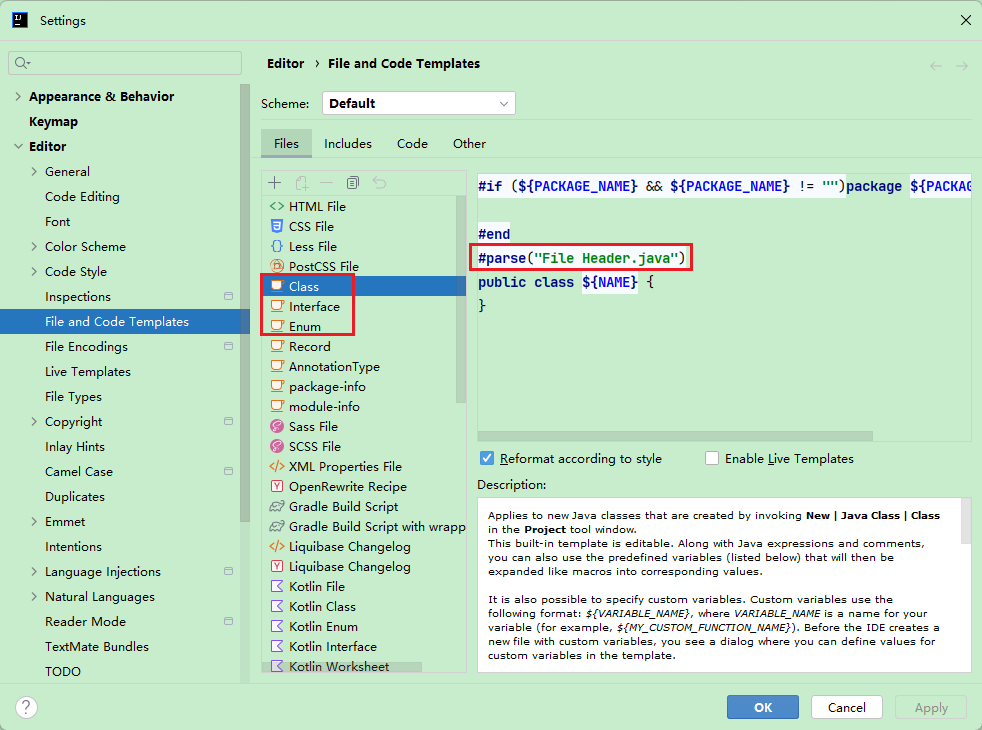 Settings
Editor › File and Code Templates
Scheme: Default
Files Includes Code Other
Appearance & Behavior
Keymap
Editor
General
Code Editing
Font
Color Scheme
Code Style
Inspections
File and Code Templates
File Encodings
Live Templates
File Types
Copyright
Inlay Hints
Camel Case
Duplicates
Emmet
Intentions
Language Injections
Natural Languages
Reader Mode
TextMate Bundles
TODO
HTML File
CSS File
Less File
PostCSS File
Class
Interface
Enum
Record
AnnotationType
package-info
module-info
Sass File
SCSS File
XML Properties File
OpenRewrite Recipe
Gradle Build Script
Gradle Build Script with wrapp
Liquibase Changelog
Liquibase Changelog
Kotlin File
Kotlin Class
Kotlin Enum
Kotlin Interface
Kotlin Worksheet
#if (${PACKAGE_NAME} && ${PACKAGE_NAME} != "")package ${PACKAG
#end
#parse("File Header.java")
public class ${NAME} {
}
Reformat according to style Enable Live Templates
Description:
Applies to new Java classes that are created by invoking New | Java Class | Class
in the Project tool window.
This built-in template is editable. Along with Java expressions and comments,
you can also use the predefined variables (listed below) that will then be
expanded like macros into corresponding values.
It is also possible to specify custom variables. Custom variables use the
following format: ${VARIABLE_NAME}, where VARIABLE_NAME is a name for your
variable (for example, ${MY_CUSTOM_FUNCTION_NAME}). Before the IDE creates a
new file with custom variables, you see a dialog where you can define values for
custom variables in the template.
? OK Cancel Apply